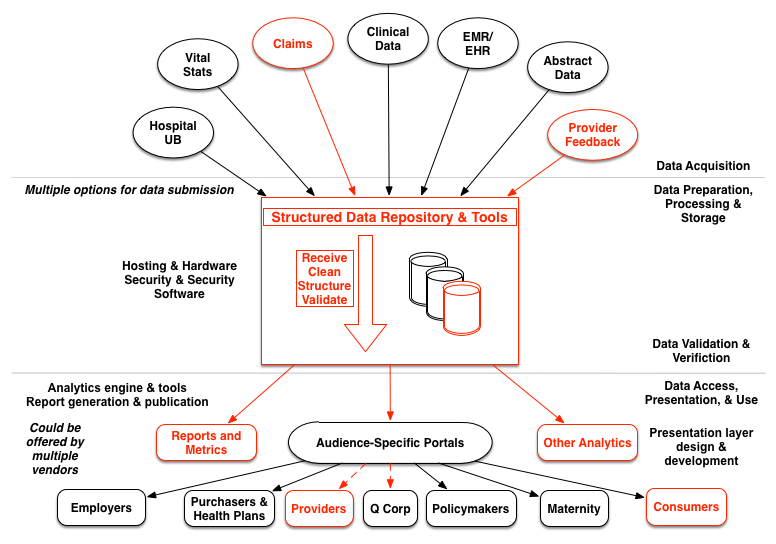 Vital
Stats
Claims
Clinical
Data
EMR/
EHR
Abstract
Data
Hospital
UB
Provider
Feedback
Data Acquisition
Multiple options for data submission
Data Preparation,
Processing &
Storage
Structured Data Repository & Tools
Receive
Clean
Structure
Validate
Hosting & Hardware
Security & Security
Software
Data Validation &
Verifiction
Analytics engine & tools
Report generation & publication
Data Access,
Presentation, & Use
Could be
offered by
multiple
vendors
Reports and
Metrics
Audience-Specific Portals
Other Analytics
Presentation layer
design &
development
Employers
Purchasers &
Health Plans
Providers
Q Corp
Policymakers
Maternity
Consumers